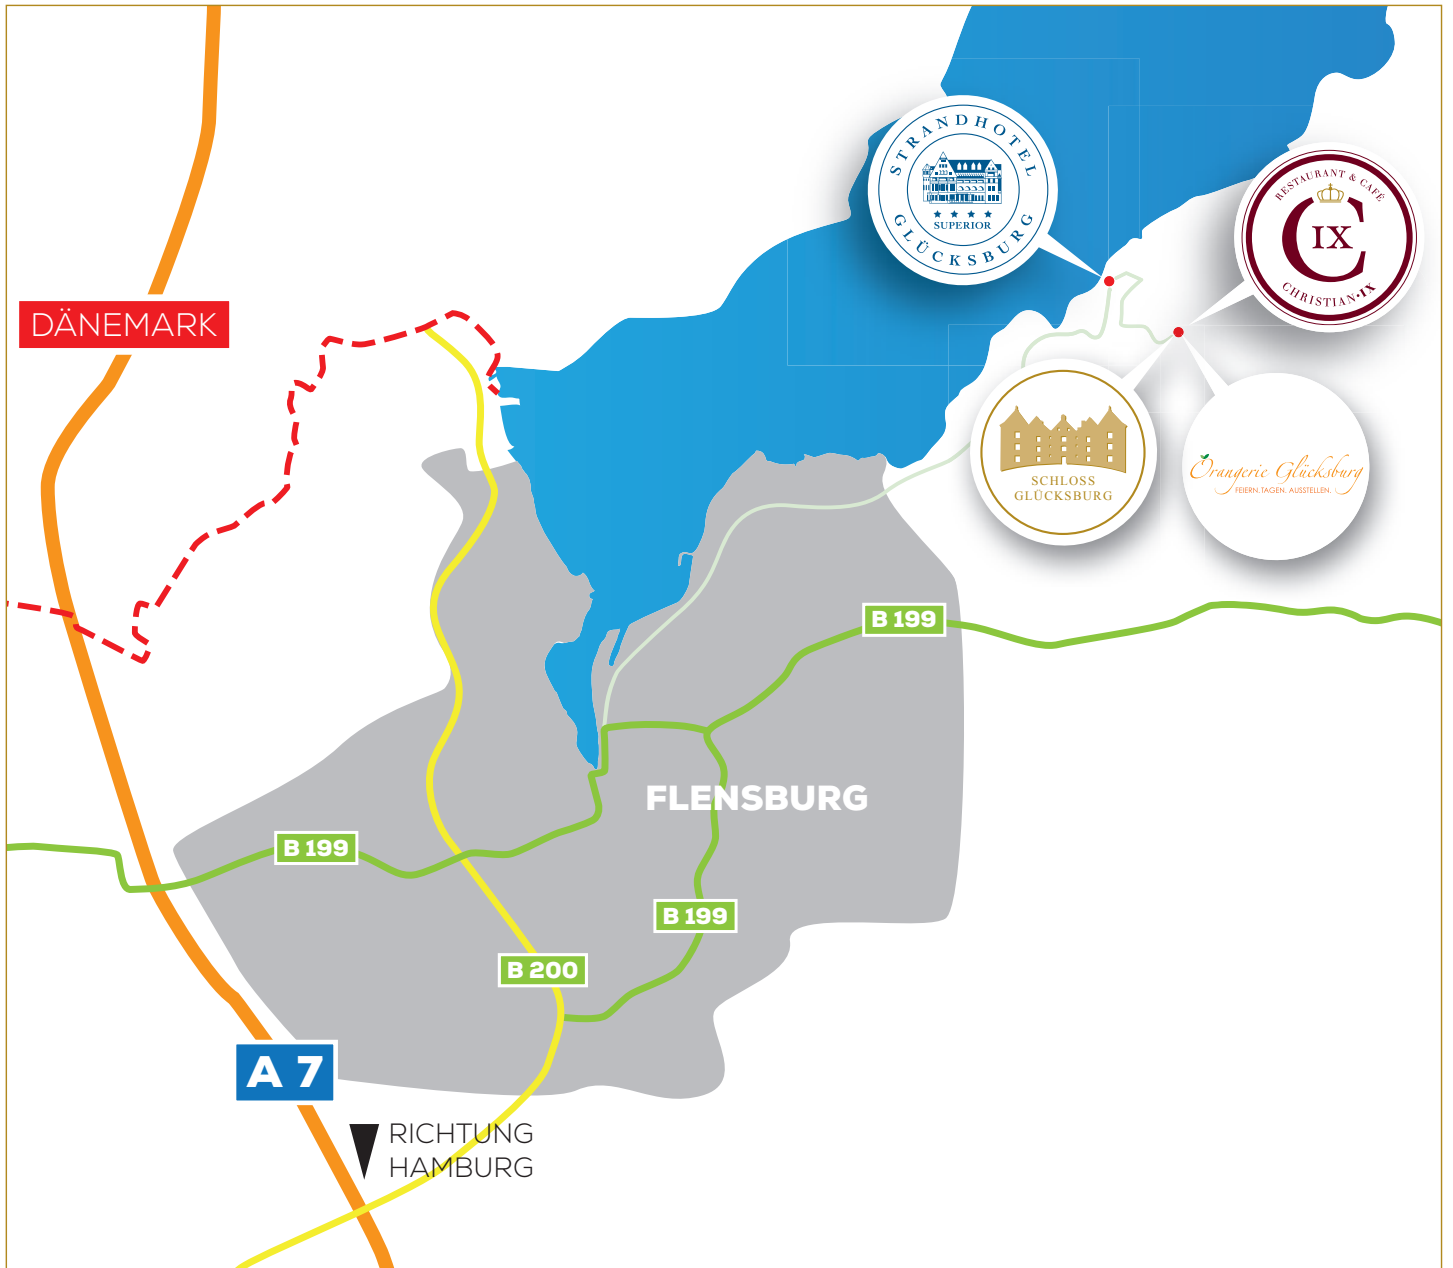 STRANDHOTEL
SUPERIOR
GLÜCKSBURG
RESTAURANT & CAFÉ
C IX
CHRISTIAN·IX
DÄNEMARK
SCHLOSS
GLÜCKSBURG
Orangerie Glücksburg
FEIERN. TAGEN. AUSSTELLEN.
B 199
FLENSBURG
B 199
B 199
B 200
A 7
RICHTUNG
HAMBURG